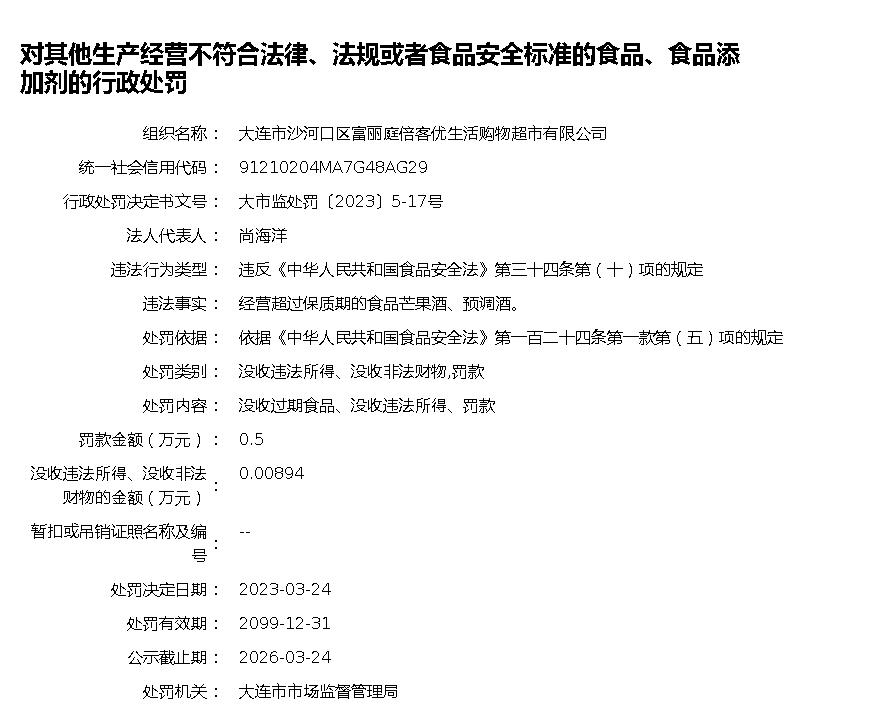 对其他生产经营不符合法律、法规或者食品安全标准的食品、食品添
加剂的行政处罚
组织名称： 大连市沙河口区富丽庭倍客优生活购物超市有限公司
统一社会信用代码： 91210204MA7G48AG29
行政处罚决定书文号： 大市监处罚〔2023〕5-17号
法人代表人： 尚海洋
违法行为类型： 违反《中华人民共和国食品安全法》第三十四条第（十）项的规定
违法事实： 经营超过保质期的食品芒果酒、预调酒。
处罚依据： 依据《中华人民共和国食品安全法》第一百二十四条第一款第（五）项的规定
处罚类别： 没收违法所得、没收非法财物,罚款
处罚内容： 没收过期食品、没收违法所得、罚款
罚款金额（万元）： 0.5
没收违法所得、没收非法
财物的金额（万元）： 0.00894
暂扣或吊销证照名称及编
号： --
处罚决定日期： 2023-03-24
处罚有效期： 2099-12-31
公示截止期： 2026-03-24
处罚机关： 大连市市场监督管理局